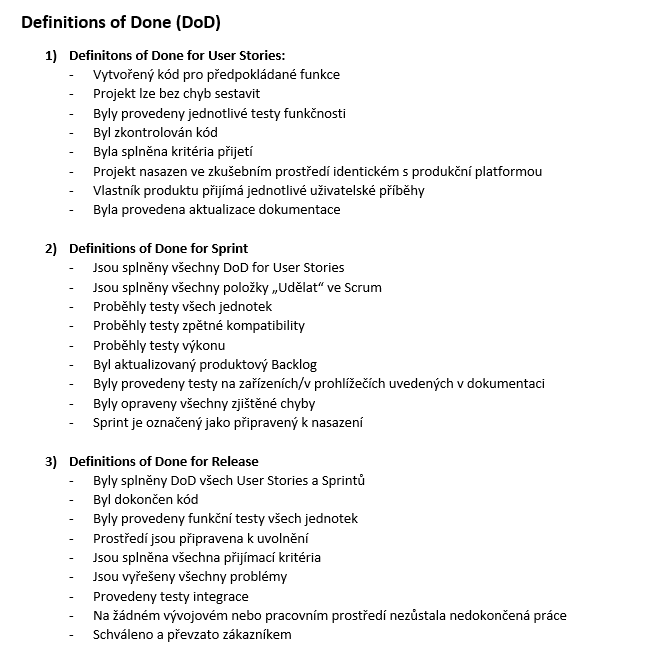 Definitions of Done (DoD)
1) Definitons of Done for User Stories:
- Vytvořený kód pro předpokládané funkce
- Projekt lze bez chyb sestavit
- Byly provedeny jednotlivé testy funkčnosti
- Byl zkontrolován kód
- Byla splněna kritéria přijetí
- Projekt nasazen ve zkušebním prostředí identickém s produkční platformou
- Vlastník produktu přijímá jednotlivé uživatelské příběhy
- Byla provedena aktualizace dokumentace
2) Definitions of Done for Sprint
- Jsou splněny všechny DoD for User Stories
- Jsou splněny všechny položky „Udělat“ ve Scrum
- Proběhly testy všech jednotek
- Proběhly testy zpětné kompatibility
- Proběhly testy výkonu
- Byl aktualizovaný produktový Backlog
- Byly provedeny testy na zařízeních/v prohlížečích uvedených v dokumentaci
- Byly opraveny všechny zjištěné chyby
- Sprint je označený jako připravený k nasazení
3) Definitions of Done for Release
- Byly splněny DoD všech User Stories a Sprintů
- Byl dokončen kód
- Byly provedeny funkční testy všech jednotek
- Prostředí jsou připravena k uvolnění
- Jsou splněna všechna přijímací kritéria
- Jsou vyřešeny všechny problémy
- Provedeny testy integrace
- Na žádném vývojovém nebo pracovním prostředí nezůstala nedokončená práce
- Schváleno a převzato zákazníkem